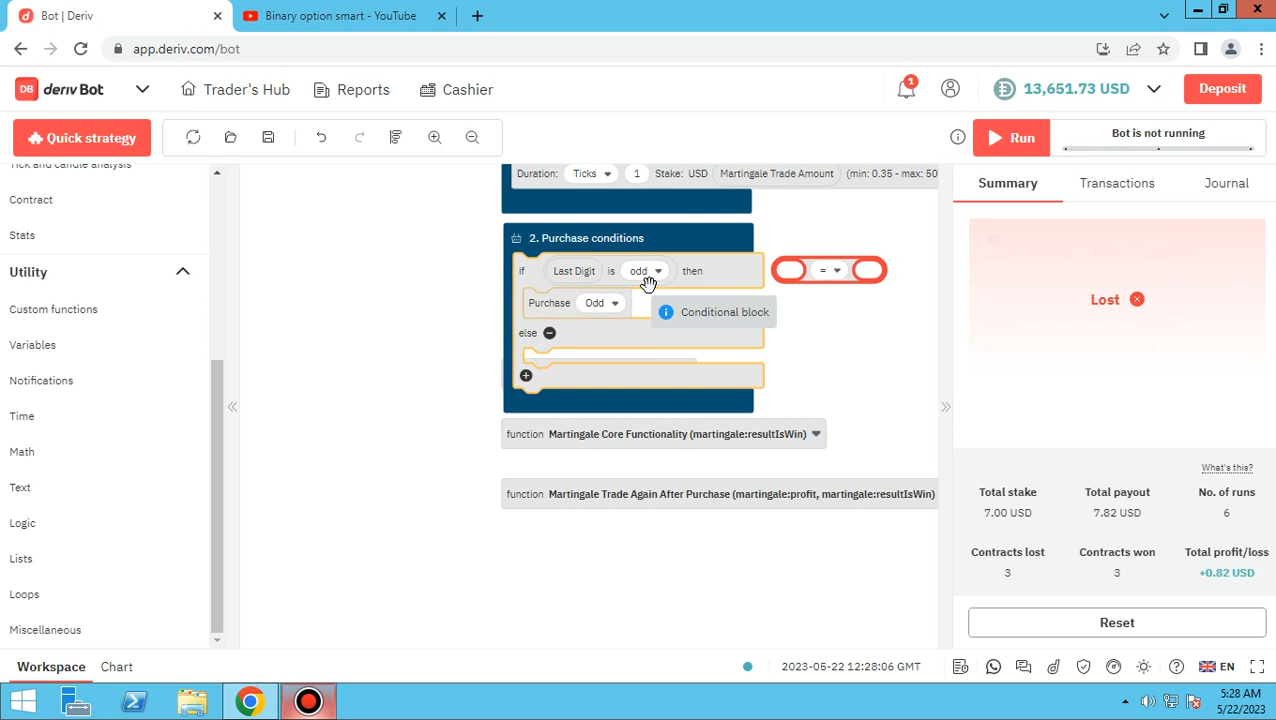 Bot | Deriv
Binary option smart - YouTube
app.deriv.com/bot
DB deriv Bot
Trader's Hub
Reports
Cashier
1
13,651.73 USD
Deposit
Quick strategy
Run
Bot is not running
Tick and candle analysis
Contract
Stats
Utility
Custom functions
Variables
Notifications
Time
Math
Text
Logic
Lists
Loops
Miscellaneous
Duration: Ticks 1 Stake: USD Martingale Trade Amount (min: 0.35 - max: 50
2. Purchase conditions
if Last Digit is odd then
=
Purchase Odd
Conditional block
else
function Martingale Core Functionality (martingale:resultIsWin)
function Martingale Trade Again After Purchase (martingale:profit, martingale:resultIsWin)
Summary
Transactions
Journal
Lost
What's this?
Total stake
Total payout
No. of runs
7.00 USD
7.82 USD
6
Contracts lost
Contracts won
Total profit/loss
3
3
+0.82 USD
Reset
Workspace
Chart
2023-05-22 12:28:06 GMT
EN
5:28 AM
5/22/2023